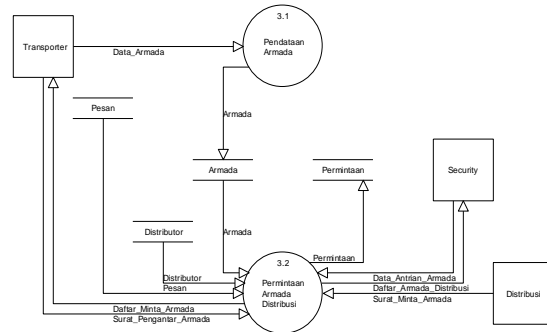 3.1
Pendataan
Armada
Transporter
Data_Armada
Pesan
Armada
Armada
Permintaan
Security
Armada
Distributor
Permintaan
3.2
Permintaan
Armada
Distribusi
Distributor
Pesan
Data_Antrian_Armada
Daftar_Armada_Distribusi
Surat_Minta_Armada
Distribusi
Daftar_Minta_Armada
Surat_Pengantar_Armada